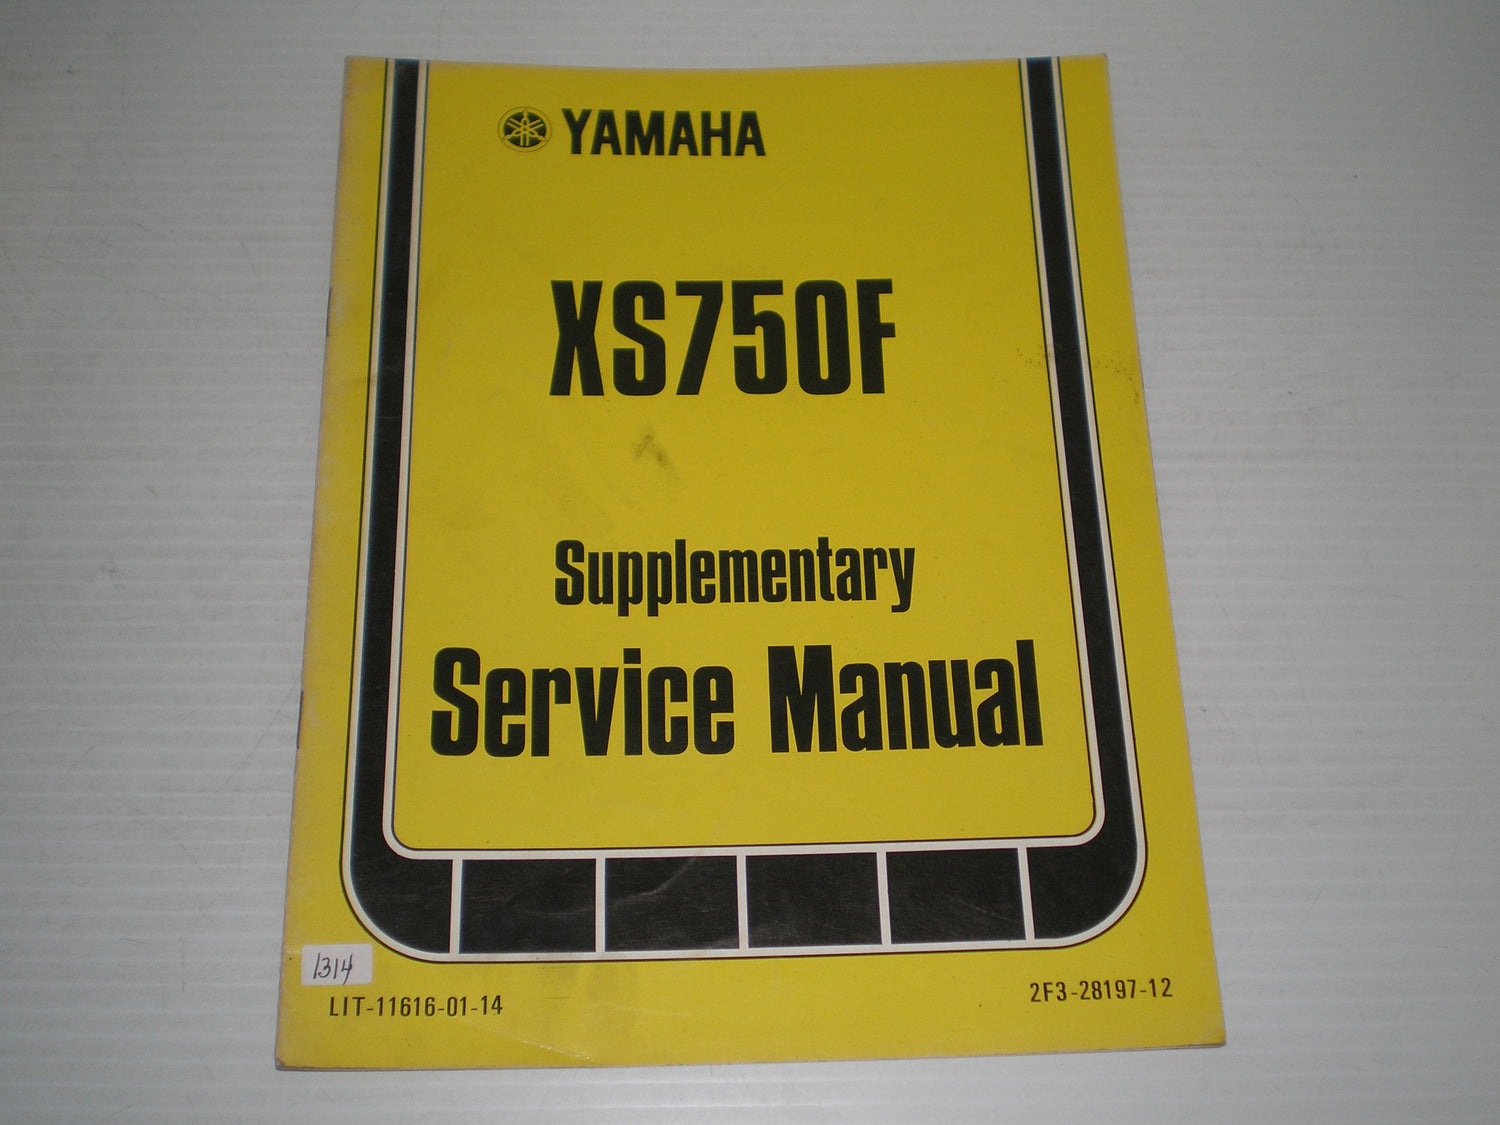 YAMAHA
XS750F
Supplementary
Service Manual
1314
LIT-11616-01-14
2F3-28197-12